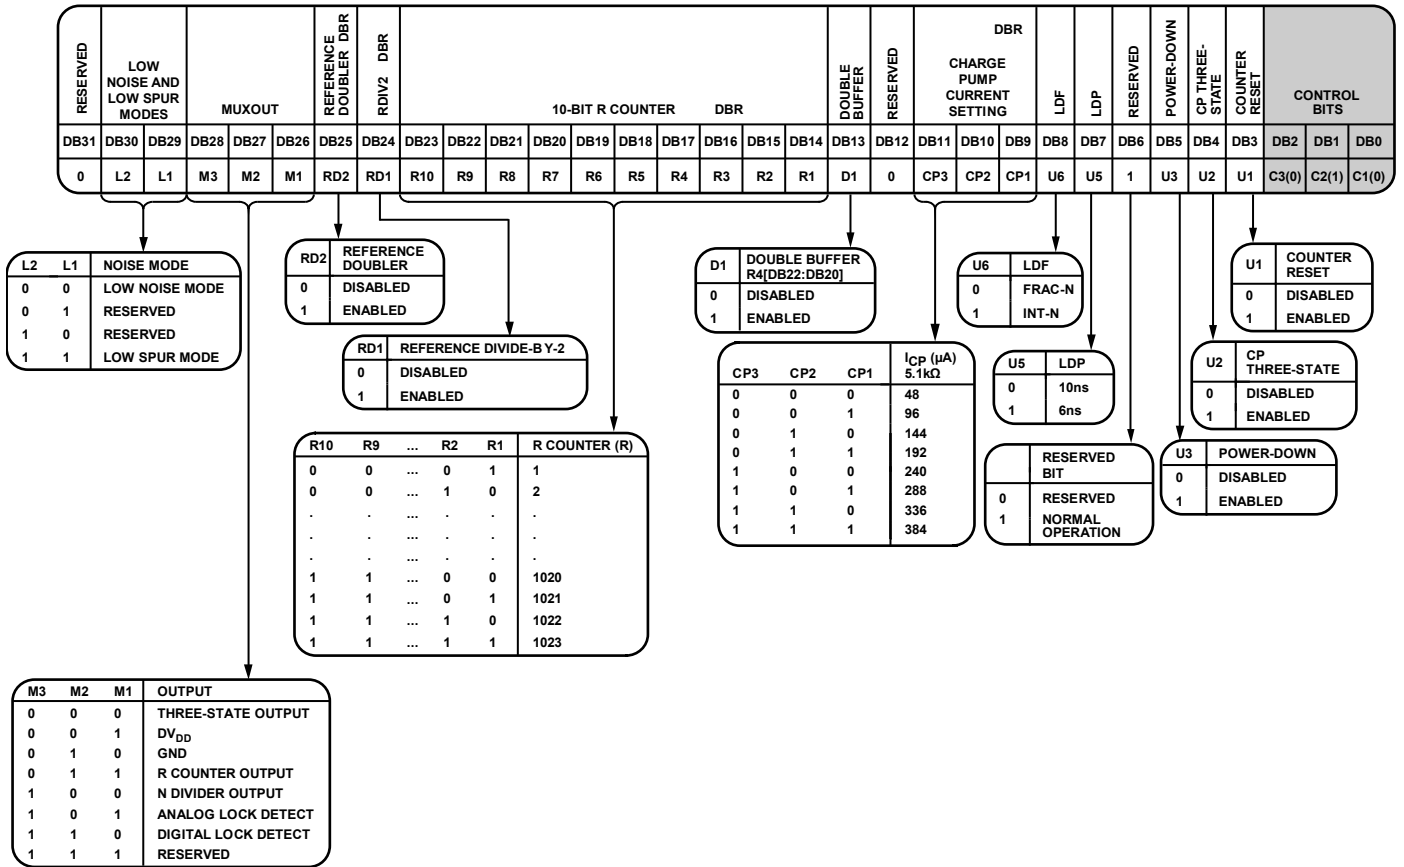 RESERVED
LOW
NOISE AND
LOW SPUR
MODES
MUXOUT
REFERENCE
DOUBLER DBR
RDIV2 DBR
10-BIT R COUNTER DBR
DOUBLE
BUFFER
RESERVED
DBR
CHARGE
PUMP
CURRENT
SETTING
LDF
LDP
RESERVED
POWER-DOWN
CP THREE-
STATE
COUNTER
RESET
CONTROL
BITS
DB31 DB30 DB29 DB28 DB27 DB26 DB25 DB24 DB23 DB22 DB21 DB20 DB19 DB18 DB17 DB16 DB15 DB14 DB13 DB12 DB11 DB10 DB9 DB8 DB7 DB6 DB5 DB4 DB3 DB2 DB1 DB0
0 L2 L1 M3 M2 M1 RD2 RD1 R10 R9 R8 R7 R6 R5 R4 R3 R2 R1 D1 0 CP3 CP2 CP1 U6 U5 1 U3 U2 U1 C3(0) C2(1) C1(0)
L2 L1 NOISE MODE
0 0 LOW NOISE MODE
0 1 RESERVED
1 0 RESERVED
1 1 LOW SPUR MODE
RD2 REFERENCE
DOUBLER
0 DISABLED
1 ENABLED
RD1 REFERENCE DIVIDE-BY-2
0 DISABLED
1 ENABLED
R10 R9 ... R2 R1 R COUNTER (R)
0 0 ... 0 1 1
0 0 ... 1 0 2
. . ... . . .
. . ... . . .
. . ... . . .
1 1 ... 0 0 1020
1 1 ... 0 1 1021
1 1 ... 1 0 1022
1 1 ... 1 1 1023
D1 DOUBLE BUFFER
R4[DB22:DB20]
0 DISABLED
1 ENABLED
CP3 CP2 CP1 ICP (µA)
5.1kΩ
0 0 0 48
0 0 1 96
0 1 0 144
0 1 1 192
1 0 0 240
1 0 1 288
1 1 0 336
1 1 1 384
U6 LDF
0 FRAC-N
1 INT-N
U5 LDP
0 10ns
1 6ns
RESERVED
BIT
0 RESERVED
1 NORMAL
OPERATION
U1 COUNTER
RESET
0 DISABLED
1 ENABLED
U2 CP
THREE-STATE
0 DISABLED
1 ENABLED
U3 POWER-DOWN
0 DISABLED
1 ENABLED
M3 M2 M1 OUTPUT
0 0 0 THREE-STATE OUTPUT
0 0 1 DVDD
0 1 0 GND
0 1 1 R COUNTER OUTPUT
1 0 0 N DIVIDER OUTPUT
1 0 1 ANALOG LOCK DETECT
1 1 0 DIGITAL LOCK DETECT
1 1 1 RESERVED